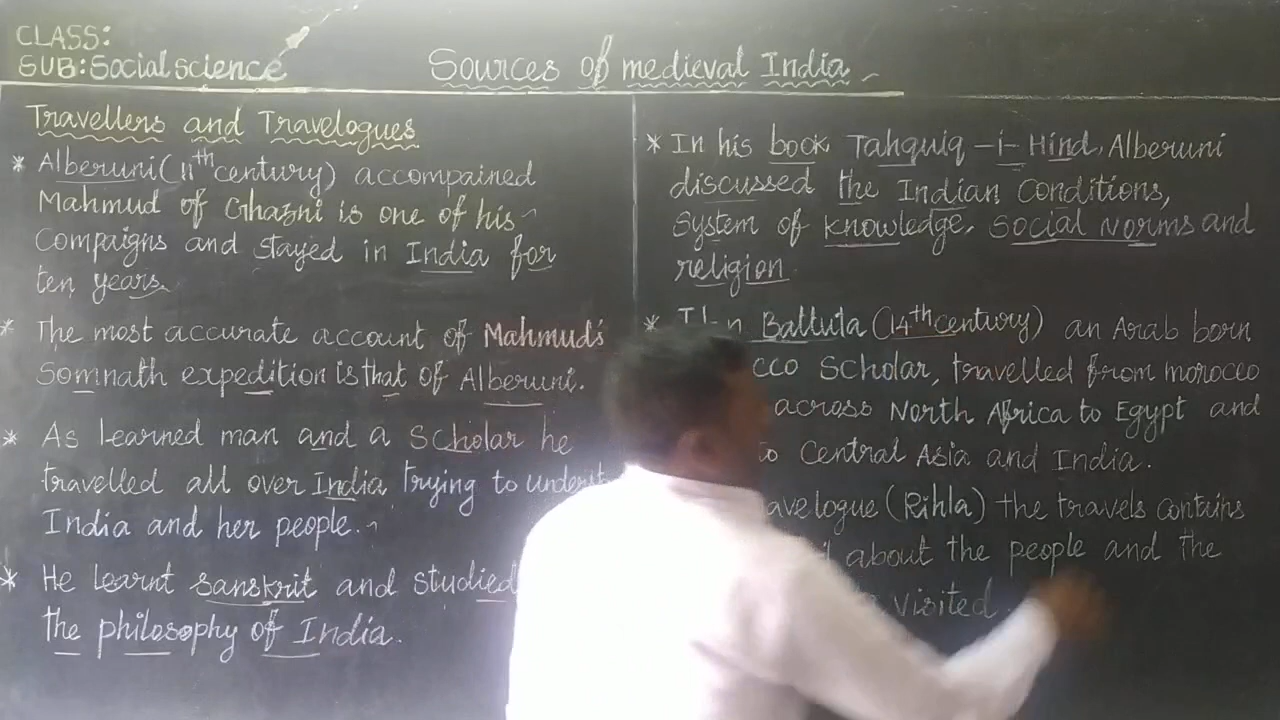 CLASS:
SUB: Social science
Sources of medieval India
Travellers and Travelogues
* Alberuni (11th century) accompained
Mahmud of Ghazni is one of his
Compaigns and stayed in India for
ten years.
* The most accurate account of Mahmud's
Somnath expedition is that of Alberuni.
* As learned man and a Scholar he
travelled all over India trying to underst
India and her people.
* He learnt sanskrit and studied
the philosophy of India.
* In his book Tahquiq-i-Hind, Alberuni
discussed the Indian Conditions,
System of knowledge, Social Norms and
religion.
* Battuta (14th century) an Arab born
cco Scholar, travelled from morocco
across North Africa to Egypt and
to Central Asia and India.
avelogue (Rihla) the travels contains
about the people and the
visited.